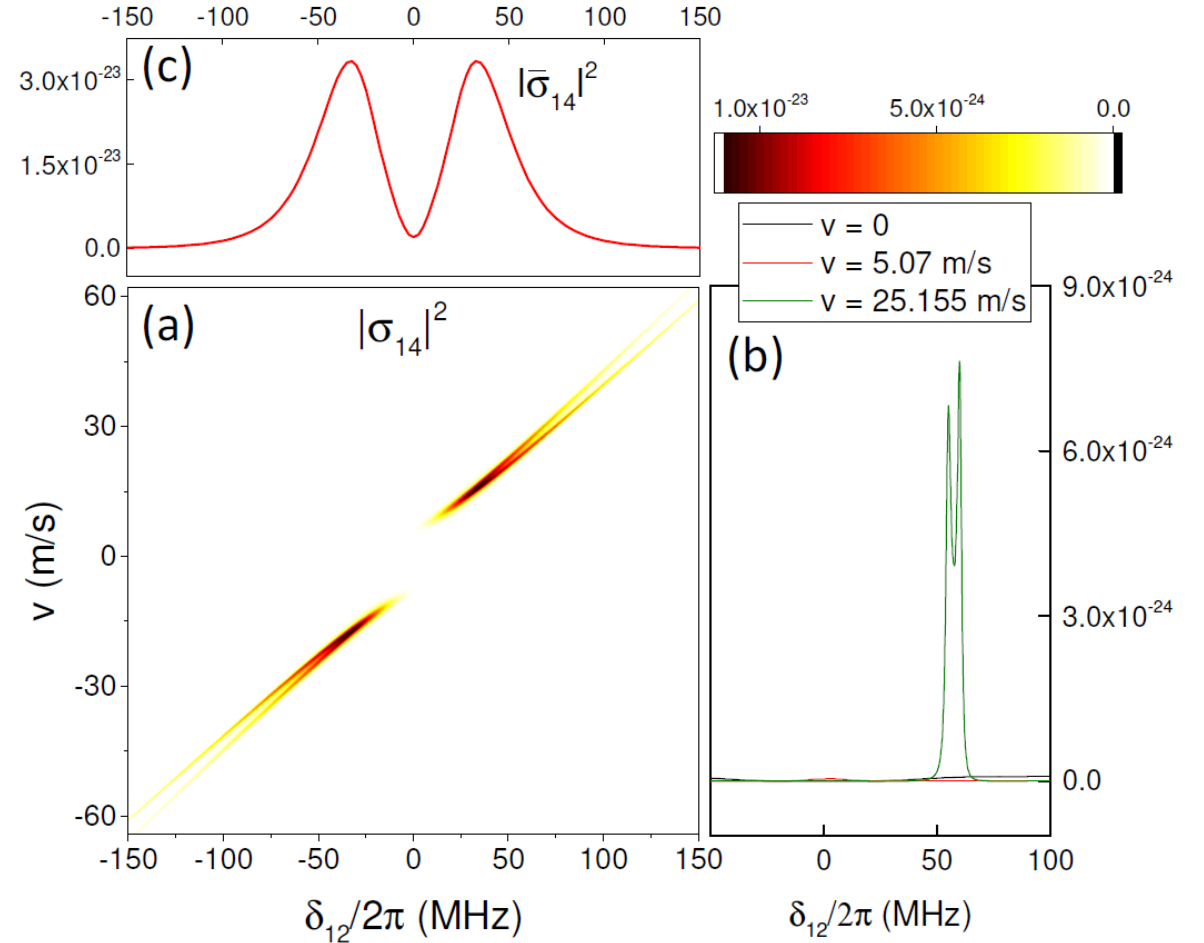 -150 -100 -50 0 50 100 150
(c)
|σ̄₁₄|²
3.0x10⁻²³
1.5x10⁻²³
0.0
1.0x10⁻²³ 5.0x10⁻²⁴ 0.0
v = 0
v = 5.07 m/s
v = 25.155 m/s
(a)
|σ₁₄|²
60
30
0
-30
-60
v (m/s)
-150 -100 -50 0 50 100 150
δ₁₂/2π (MHz)
(b)
9.0x10⁻²⁴
6.0x10⁻²⁴
3.0x10⁻²⁴
0.0
0 50 100
δ₁₂/2π (MHz)